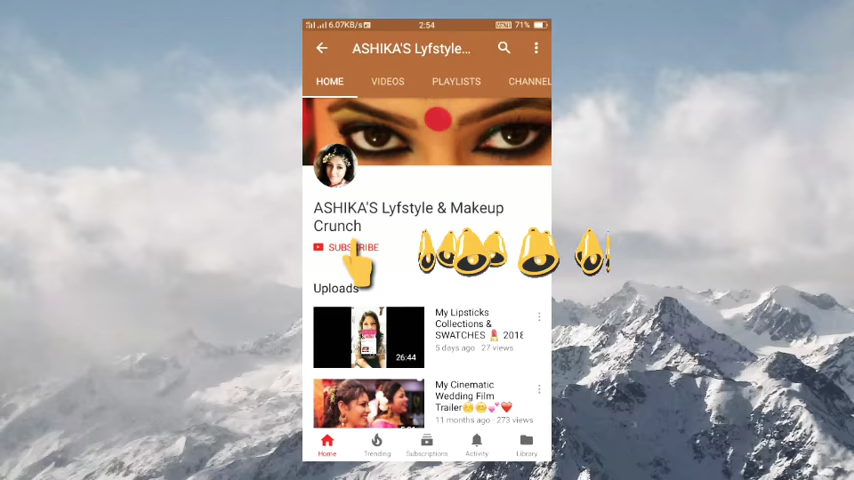 6.07KB/s 2:54 71%
ASHIKA'S Lyfstyle...
HOME VIDEOS PLAYLISTS CHANNEL
ASHIKA'S Lyfstyle & Makeup
Crunch
SUBSCRIBE
Uploads
My Lipsticks
Collections &
SWATCHES 💄 2018
5 days ago · 27 views
26:44
My Cinematic
Wedding Film
Trailer😊😊💕❤️
11 months ago · 273 views
Home Trending Subscriptions Activity Library